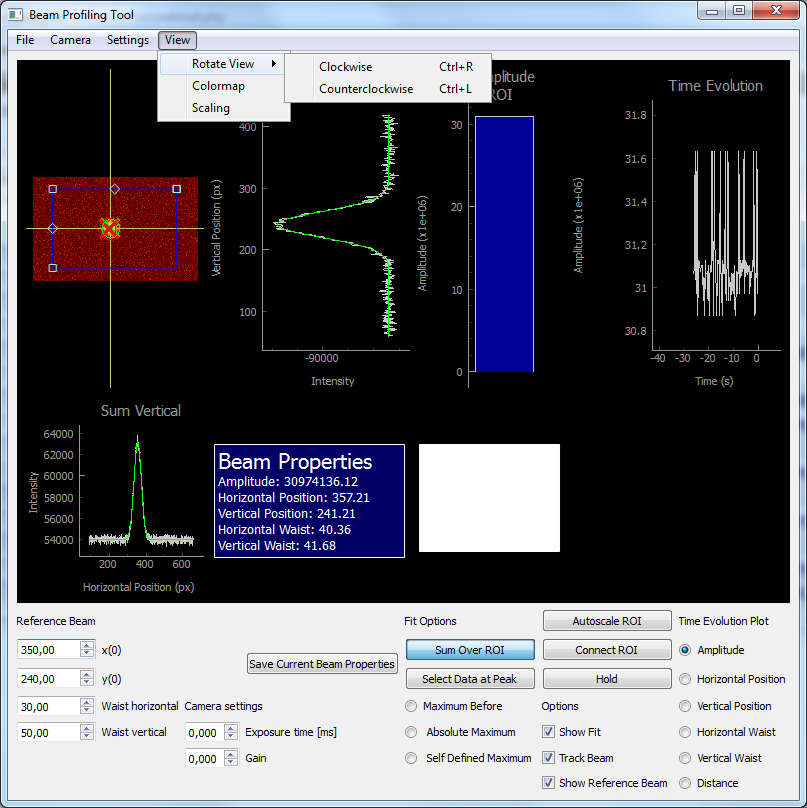 Beam Profiling Tool
File Camera Settings View
Rotate View
Colormap
Scaling
Clockwise Ctrl+R
Counterclockwise Ctrl+L
plitude
ROI
Time Evolution
400
300
200
100
Vertical Position (px)
-90000
Intensity
30
20
10
0
Amplitude (x1e+06)
31.8
31.6
31.4
31.2
31
30.8
Amplitude (x1e+06)
-40 -30 -20 -10 0
Time (s)
Sum Vertical
64000
62000
60000
58000
56000
54000
Intensity
200 400 600
Horizontal Position (px)
Beam Properties
Amplitude: 30974136.12
Horizontal Position: 357.21
Vertical Position: 241.21
Horizontal Waist: 40.36
Vertical Waist: 41.68
Reference Beam
350,00 x(0)
240,00 y(0)
30,00 Waist horizontal
50,00 Waist vertical
Save Current Beam Properties
Camera settings
0,000 Exposure time [ms]
0,000 Gain
Fit Options
Sum Over ROI
Select Data at Peak
Maximum Before
Absolute Maximum
Self Defined Maximum
Autoscale ROI
Connect ROI
Hold
Options
Show Fit
Track Beam
Show Reference Beam
Time Evolution Plot
Amplitude
Horizontal Position
Vertical Position
Horizontal Waist
Vertical Waist
Distance